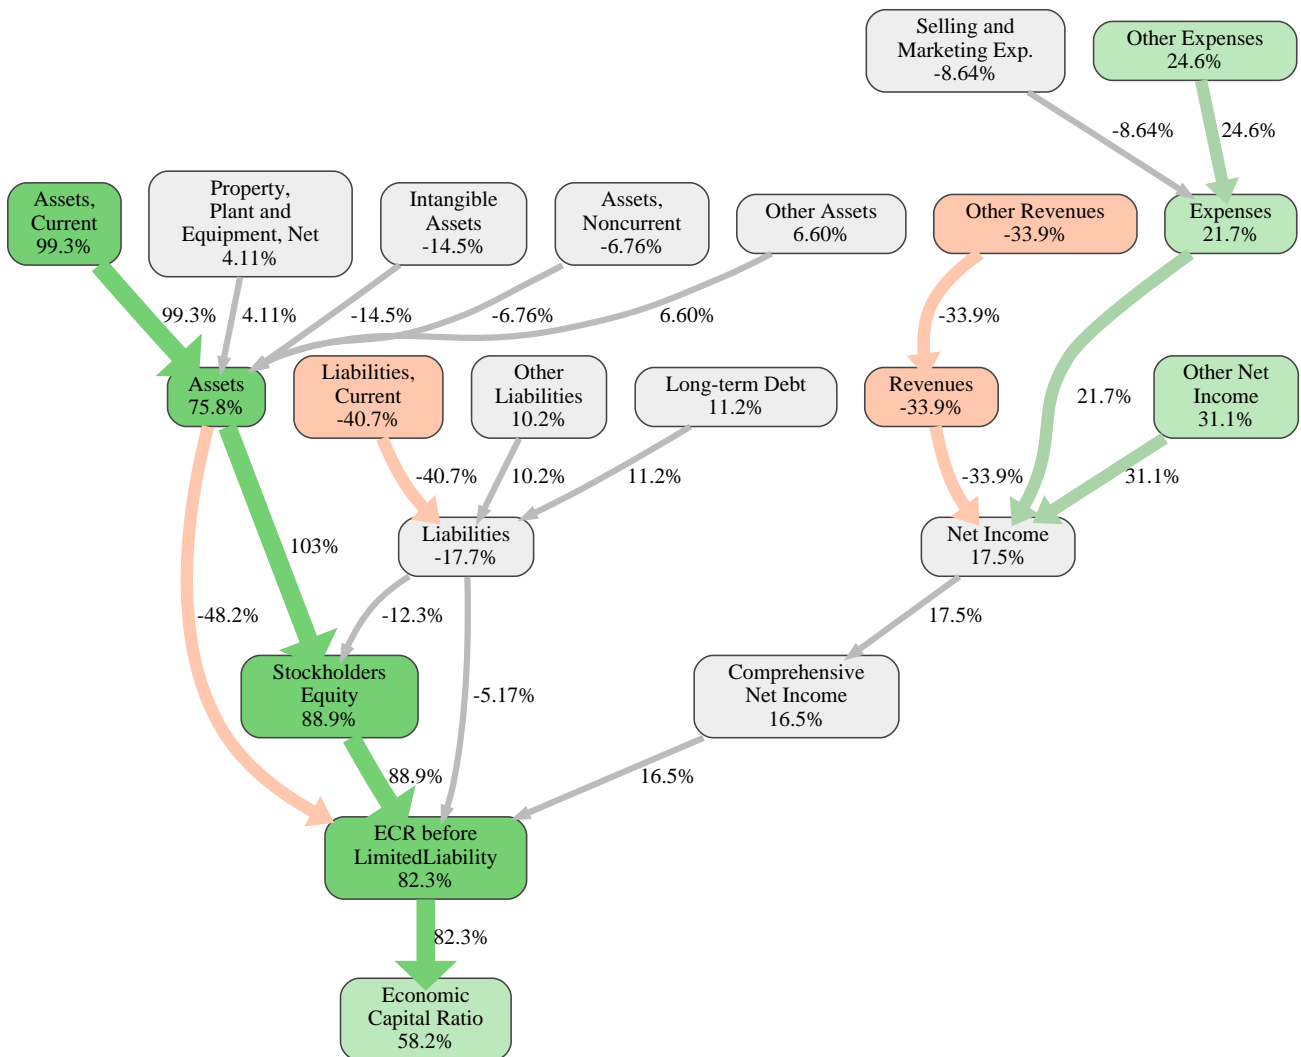 Selling and
Marketing Exp.
-8.64%
Other Expenses
24.6%
-8.64%
24.6%
Assets,
Current
99.3%
Property,
Plant and
Equipment, Net
4.11%
Intangible
Assets
-14.5%
Assets,
Noncurrent
-6.76%
Other Assets
6.60%
Other Revenues
-33.9%
Expenses
21.7%
99.3%
4.11%
-14.5%
-6.76%
6.60%
-33.9%
21.7%
Assets
75.8%
Liabilities,
Current
-40.7%
Other
Liabilities
10.2%
Long-term Debt
11.2%
Revenues
-33.9%
Other Net
Income
31.1%
-40.7%
10.2%
11.2%
-33.9%
31.1%
103%
Liabilities
-17.7%
Net Income
17.5%
-48.2%
-12.3%
17.5%
Stockholders
Equity
88.9%
-5.17%
Comprehensive
Net Income
16.5%
88.9%
16.5%
ECR before
LimitedLiability
82.3%
82.3%
Economic
Capital Ratio
58.2%